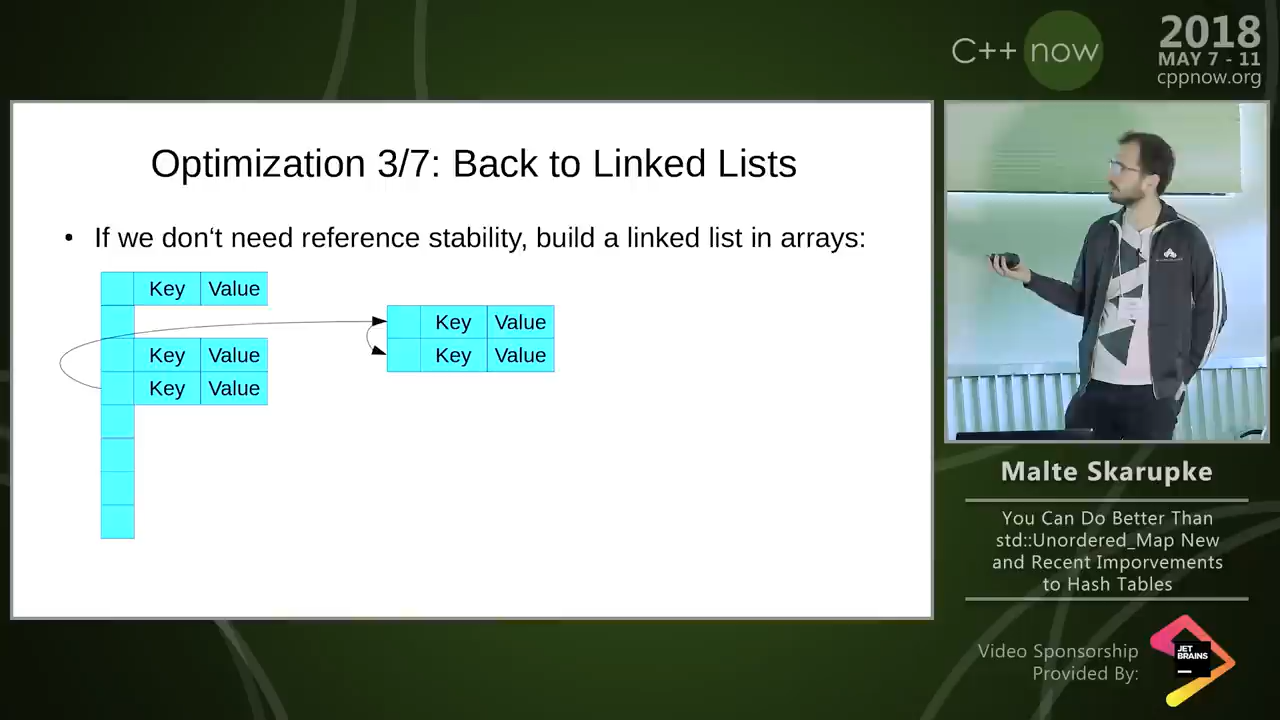 C++ now
2018
MAY 7 - 11
cppnow.org
Optimization 3/7: Back to Linked Lists
• If we don‘t need reference stability, build a linked list in arrays:
Key Value
Key Value
Key Value
Key Value
Key Value
Malte Skarupke
You Can Do Better Than
std::Unordered_Map New
and Recent Imporvements
to Hash Tables
Video Sponsorship
Provided By:
JET
BRAINS